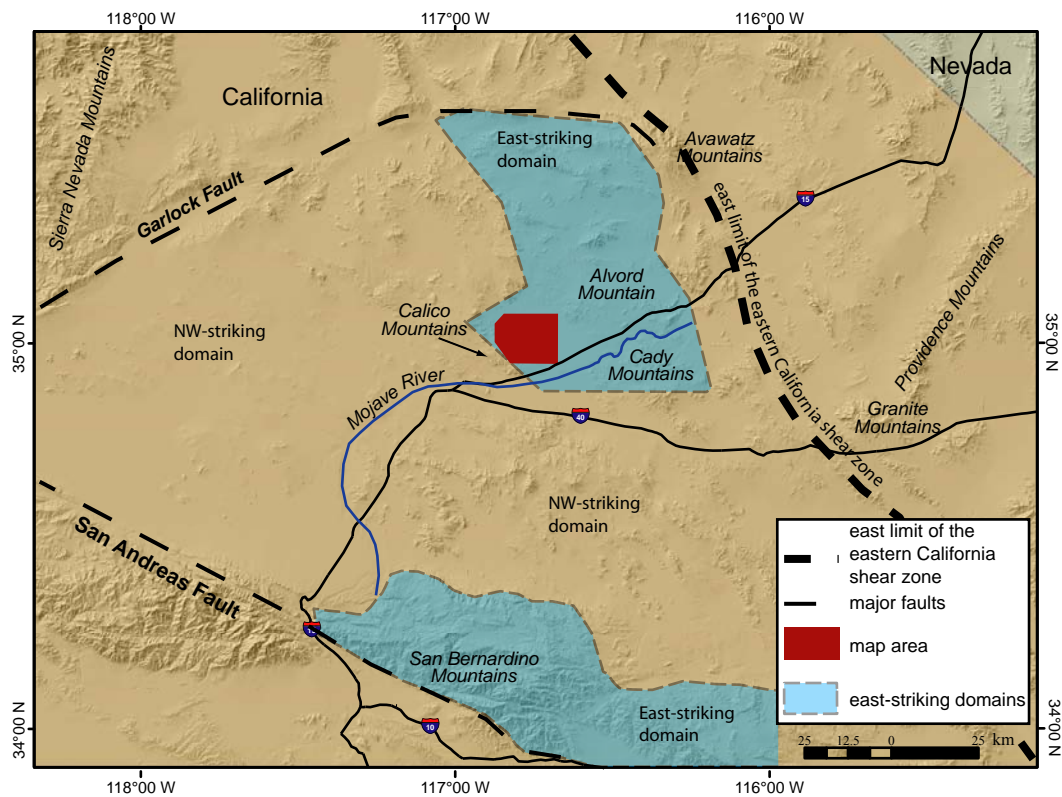 118°00' W
117°00' W
116°00' W
Nevada
California
Sierra Nevada Mountains
East-striking
domain
Avawatz
Mountains
Garlock Fault
15
east limit of the eastern California shear zone
Alvord
Mountain
Providence Mountains
Calico
Mountains
NW-striking
domain
35°00' N
35°00' N
Cady
Mountains
Mojave River
Granite
Mountains
40
NW-striking
domain
San Andreas Fault
east limit of the
eastern California
shear zone
major faults
map area
east-striking domains
15
San Bernardino
Mountains
East-striking
domain
10
34°00' N
34°00' N
25 12.5 0 25 km
118°00' W
117°00' W
116°00' W